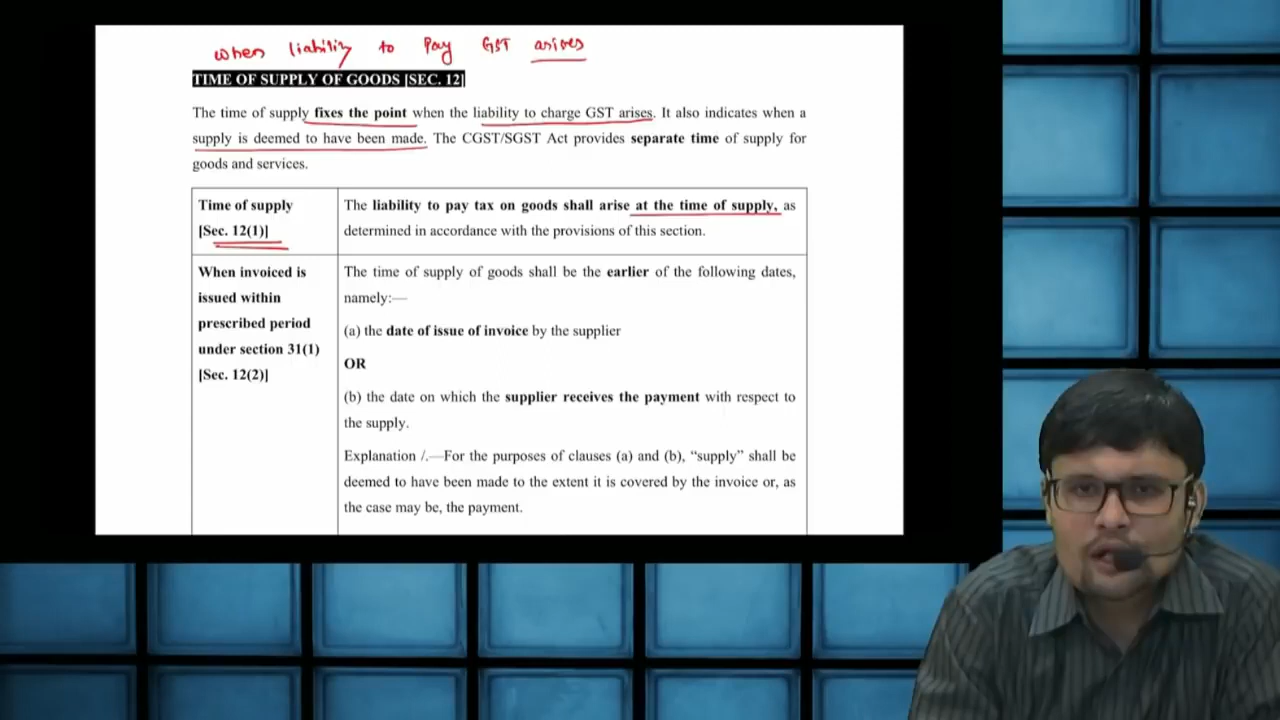 when liability to Pay GST arises
TIME OF SUPPLY OF GOODS [SEC. 12]
The time of supply fixes the point when the liability to charge GST arises. It also indicates when a
supply is deemed to have been made. The CGST/SGST Act provides separate time of supply for
goods and services.
Time of supply
[Sec. 12(1)]
The liability to pay tax on goods shall arise at the time of supply, as
determined in accordance with the provisions of this section.
When invoiced is
issued within
prescribed period
under section 31(1)
[Sec. 12(2)]
The time of supply of goods shall be the earlier of the following dates,
namely:—
(a) the date of issue of invoice by the supplier
OR
(b) the date on which the supplier receives the payment with respect to
the supply.
Explanation /.—For the purposes of clauses (a) and (b), “supply” shall be
deemed to have been made to the extent it is covered by the invoice or, as
the case may be, the payment.